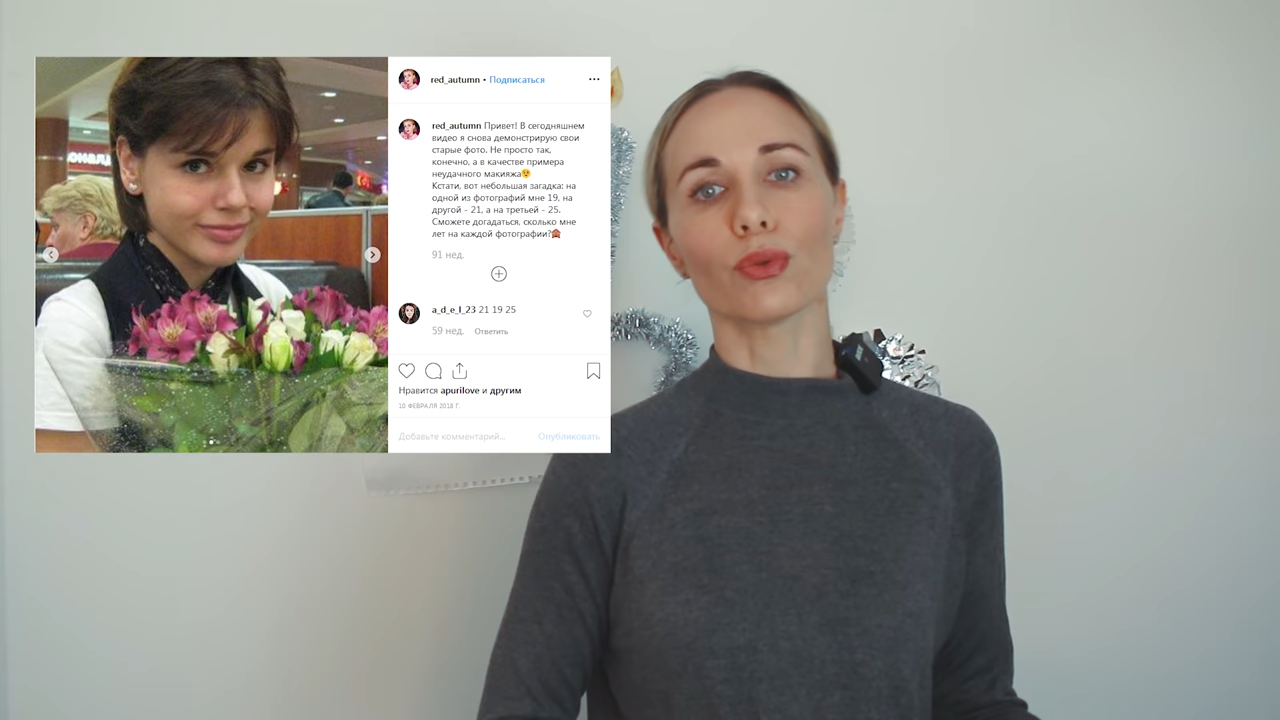 red_autumn • Подписаться
red_autumn Привет! В сегодняшнем
видео я снова демонстрирую свои
старые фото. Не просто так,
конечно, а в качестве примера
неудачного макияжа😲
Кстати, вот небольшая загадка: на
одной из фотографий мне 19, на
другой - 21, а на третьей - 25.
Сможете догадаться, сколько мне
лет на каждой фотографии?🙈
91 нед.
a_d_e_l_23 21 19 25
59 нед. Ответить
Нравится apurilove и другим
10 ФЕВРАЛЯ 2018 Г.
Добавьте комментарий...
Опубликовать